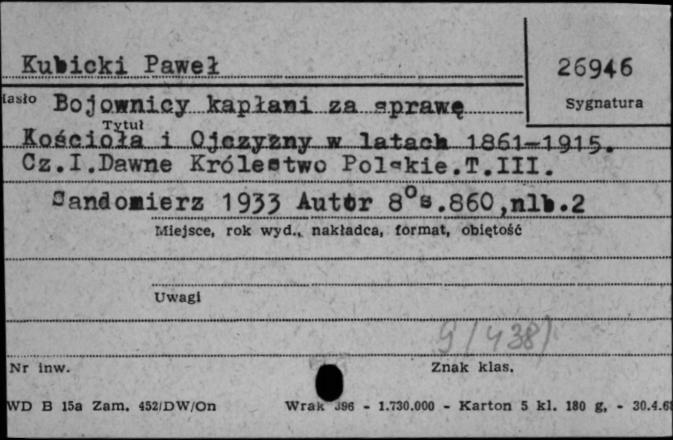 Kubicki Paweł
26946
iasło Bojownicy kapłani za sprawę
Sygnatura
Tytuł
Kościoła i Ojczyzny w latach 1861-1915.
Cz.I.Dawne Królestwo Polskie.T.III.
Sandomierz 1933 Autor 8°s.860,nlb.2
Miejsce, rok wyd., nakładca, format, obiętość
Uwagi
9/438/
Nr inw.
Znak klas.
WD B 15a Zam. 452/DW/On
Wrak 396 - 1.730.000 - Karton 5 kl. 180 g, - 30.4.6